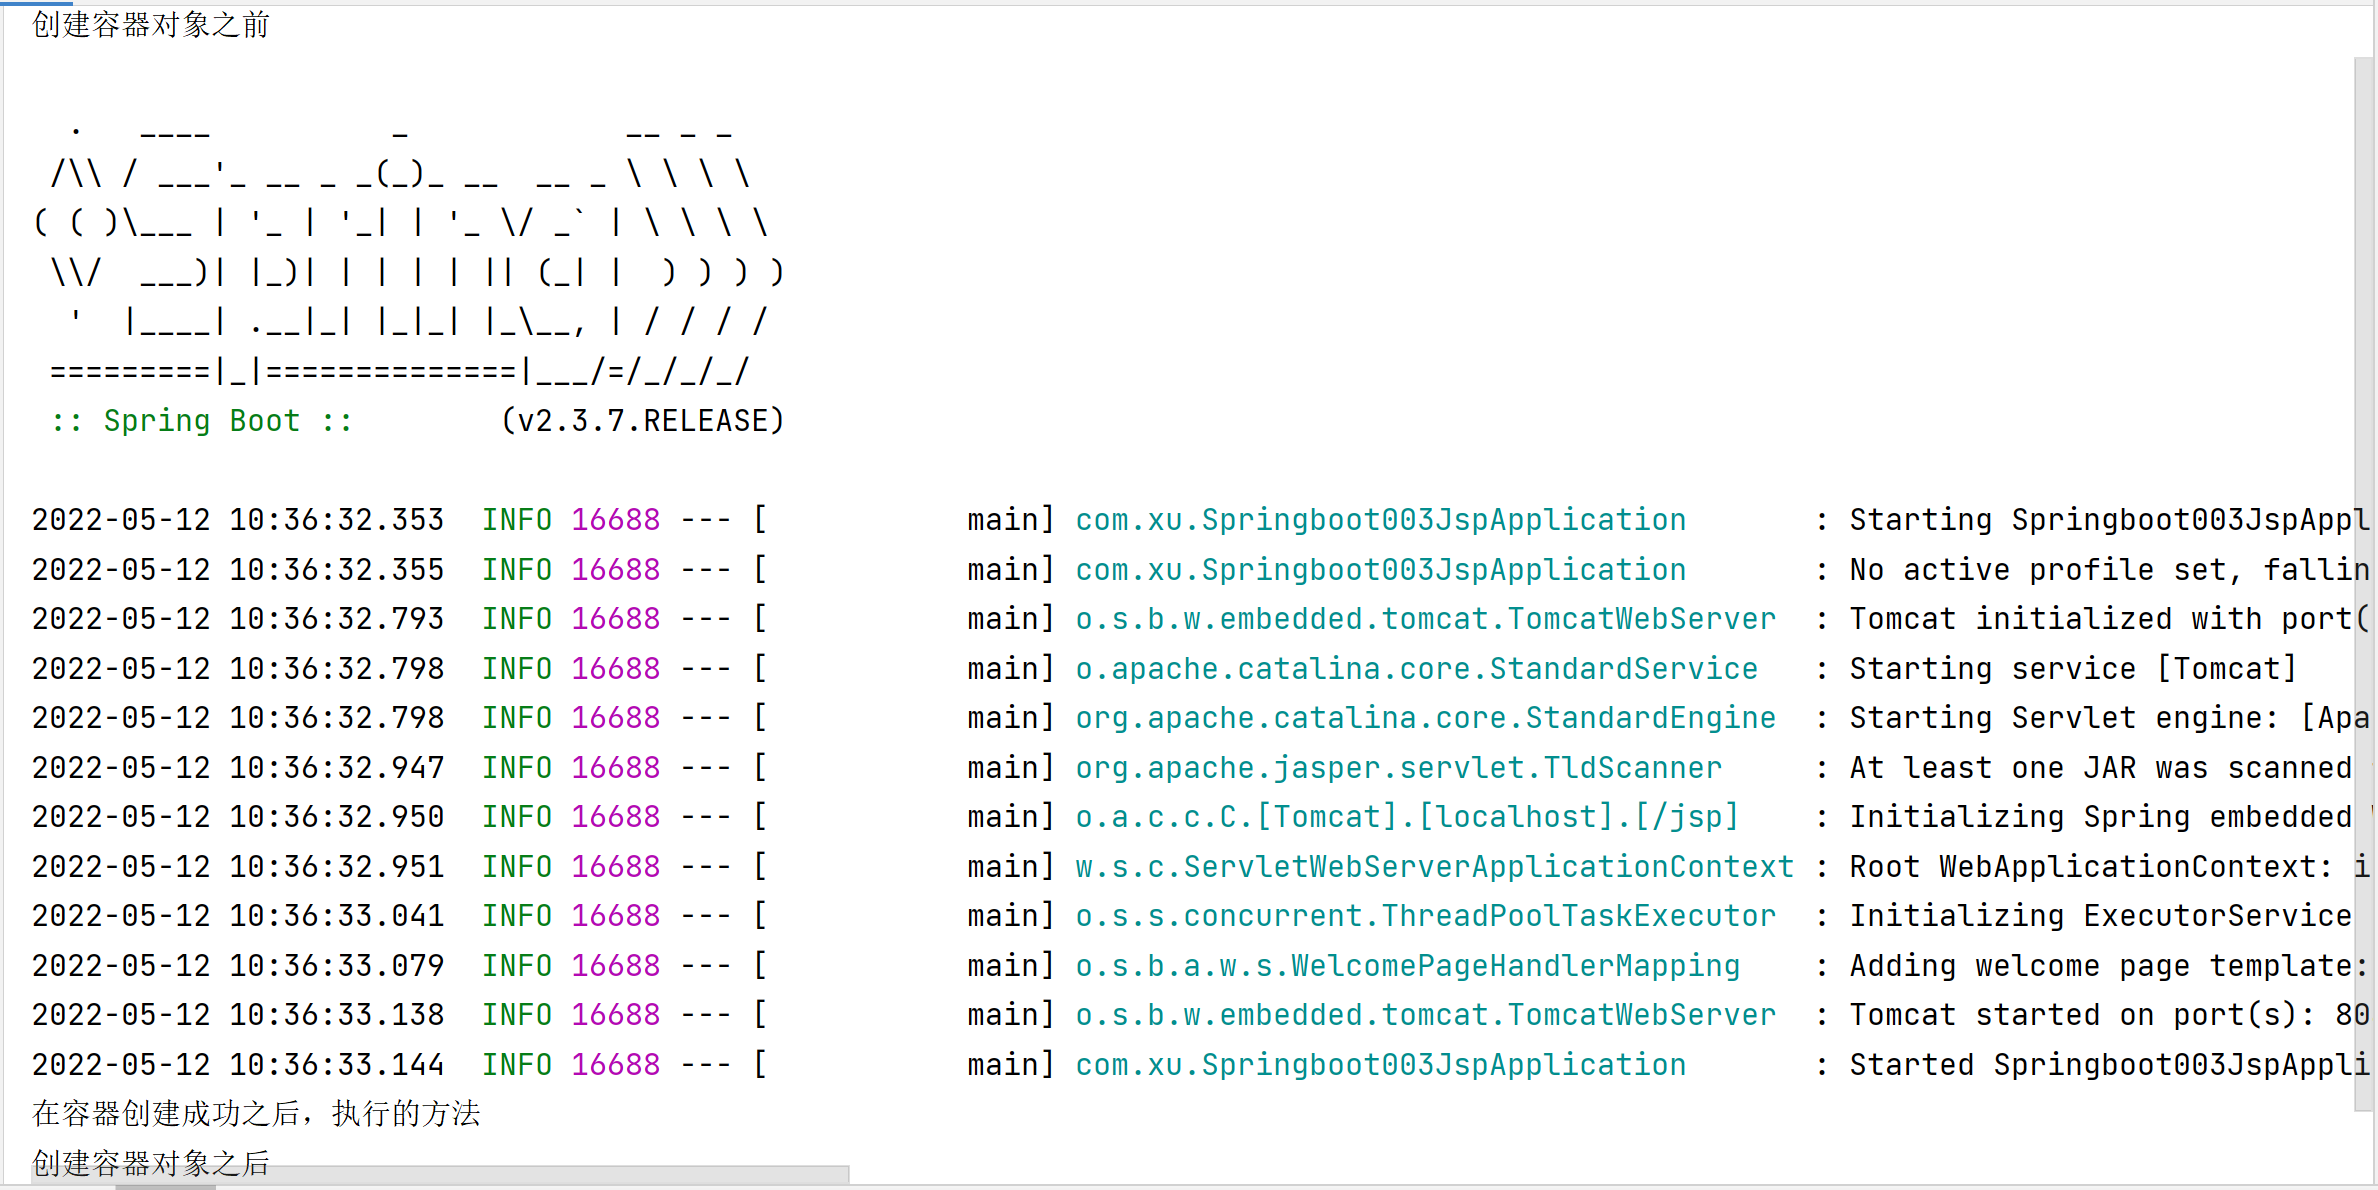 创建容器对象之前
  .   ____          _            __ _ _
 /\\ / ___'_ __ _ _(_)_ __  __ _ \ \ \ \
( ( )\___ | '_ | '_| | '_ \/ _` | \ \ \ \
 \\/  ___)| |_)| | | | | || (_| |  ) ) ) )
  '  |____| .__|_| |_|_| |_\__, | / / / /
 =========|_|==============|___/=/_/_/_/
 :: Spring Boot ::        (v2.3.7.RELEASE)
2022-05-12 10:36:32.353  INFO 16688 --- [           main] com.xu.Springboot003JspApplication       : Starting Springboot003JspAppl
2022-05-12 10:36:32.355  INFO 16688 --- [           main] com.xu.Springboot003JspApplication       : No active profile set, fallin
2022-05-12 10:36:32.793  INFO 16688 --- [           main] o.s.b.w.embedded.tomcat.TomcatWebServer  : Tomcat initialized with port(
2022-05-12 10:36:32.798  INFO 16688 --- [           main] o.apache.catalina.core.StandardService   : Starting service [Tomcat]
2022-05-12 10:36:32.798  INFO 16688 --- [           main] org.apache.catalina.core.StandardEngine  : Starting Servlet engine: [Apa
2022-05-12 10:36:32.947  INFO 16688 --- [           main] org.apache.jasper.servlet.TldScanner     : At least one JAR was scanned
2022-05-12 10:36:32.950  INFO 16688 --- [           main] o.a.c.c.C.[Tomcat].[localhost].[/jsp]    : Initializing Spring embedded
2022-05-12 10:36:32.951  INFO 16688 --- [           main] w.s.c.ServletWebServerApplicationContext : Root WebApplicationContext: i
2022-05-12 10:36:33.041  INFO 16688 --- [           main] o.s.s.concurrent.ThreadPoolTaskExecutor  : Initializing ExecutorService
2022-05-12 10:36:33.079  INFO 16688 --- [           main] o.s.b.a.w.s.WelcomePageHandlerMapping    : Adding welcome page template:
2022-05-12 10:36:33.138  INFO 16688 --- [           main] o.s.b.w.embedded.tomcat.TomcatWebServer  : Tomcat started on port(s): 80
2022-05-12 10:36:33.144  INFO 16688 --- [           main] com.xu.Springboot003JspApplication       : Started Springboot003JspAppli
在容器创建成功之后，执行的方法
创建容器对象之后